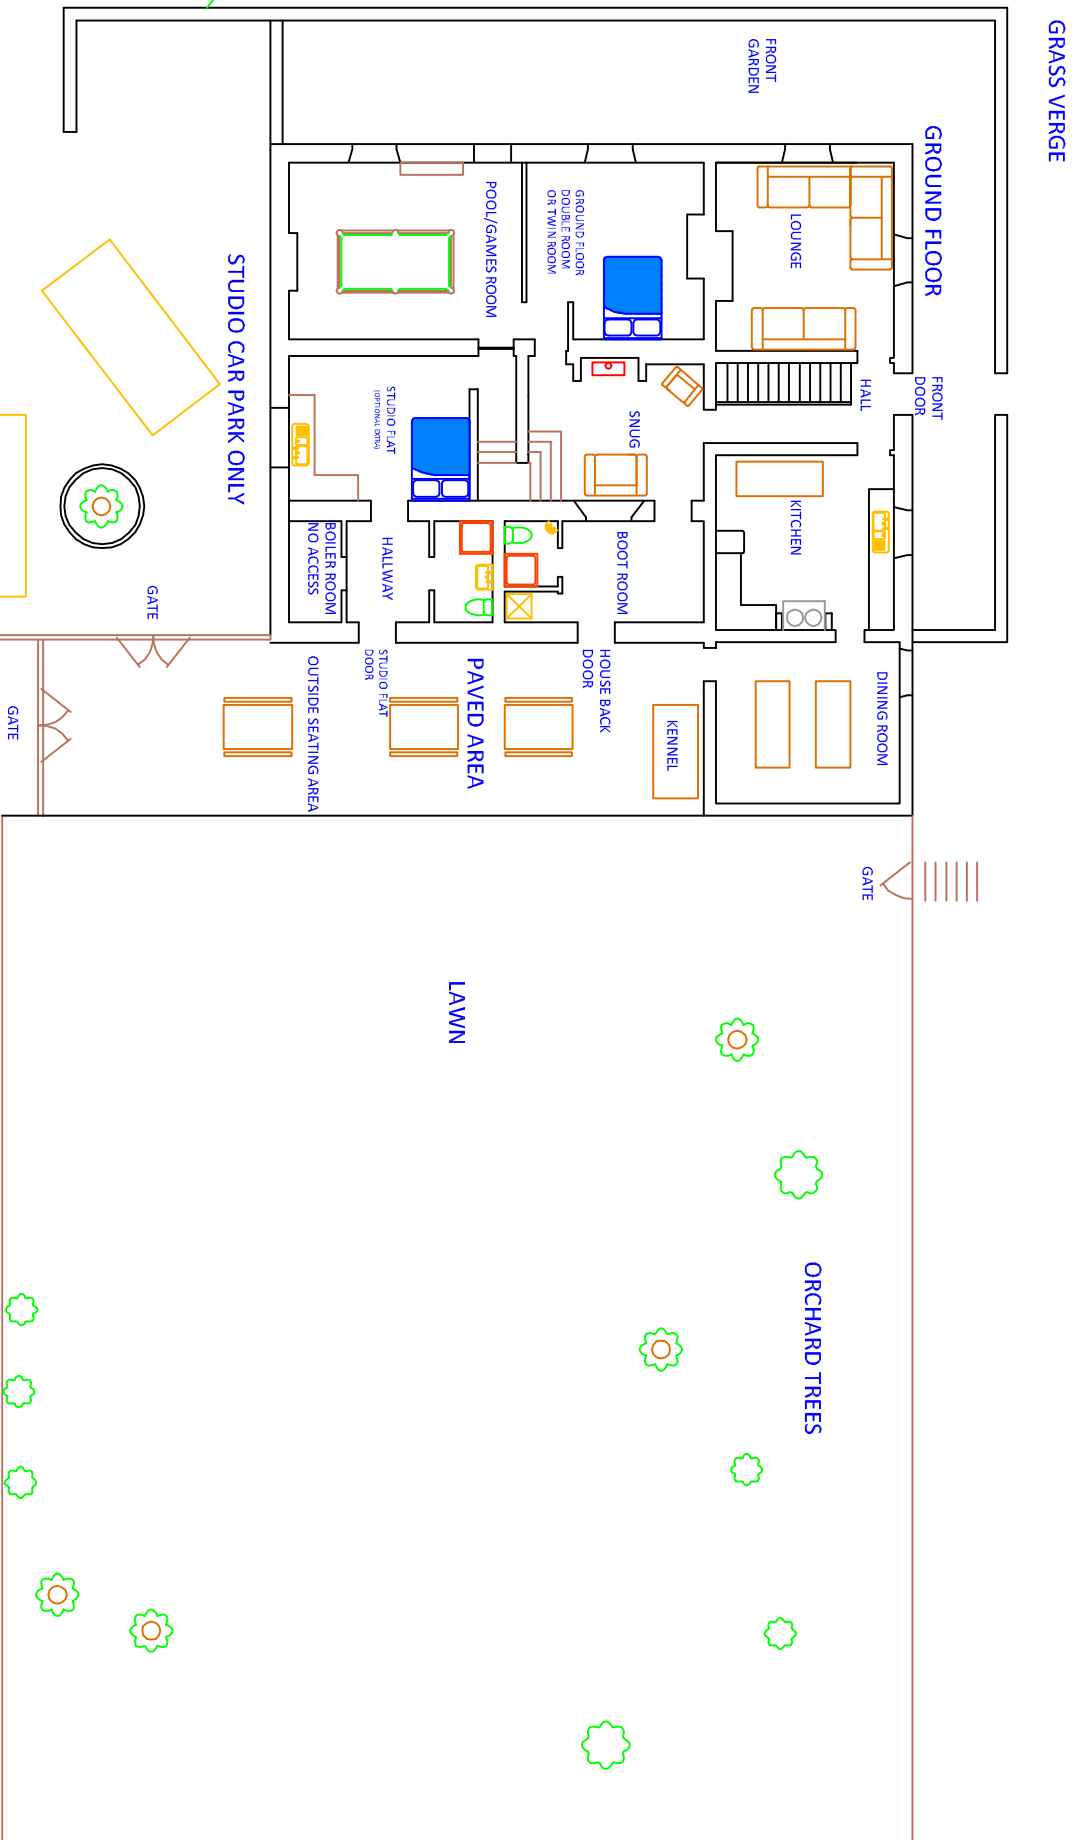 GRASS VERGE
FRONT
GARDEN
GROUND FLOOR
FRONT
DOOR
HALL
LOUNGE
KITCHEN
DINING ROOM
GROUND FLOOR
DOUBLE ROOM
OR TWIN ROOM
SNUG
BOOT ROOM
HOUSE BACK
DOOR
KENNEL
POOL/GAMES ROOM
STUDIO FLAT
(OPTIONAL EXTRA)
HALLWAY
STUDIO FLAT
DOOR
PAVED AREA
BOILER ROOM
NO ACCESS
OUTSIDE SEATING AREA
STUDIO CAR PARK ONLY
GATE
GATE
GATE
LAWN
ORCHARD TREES